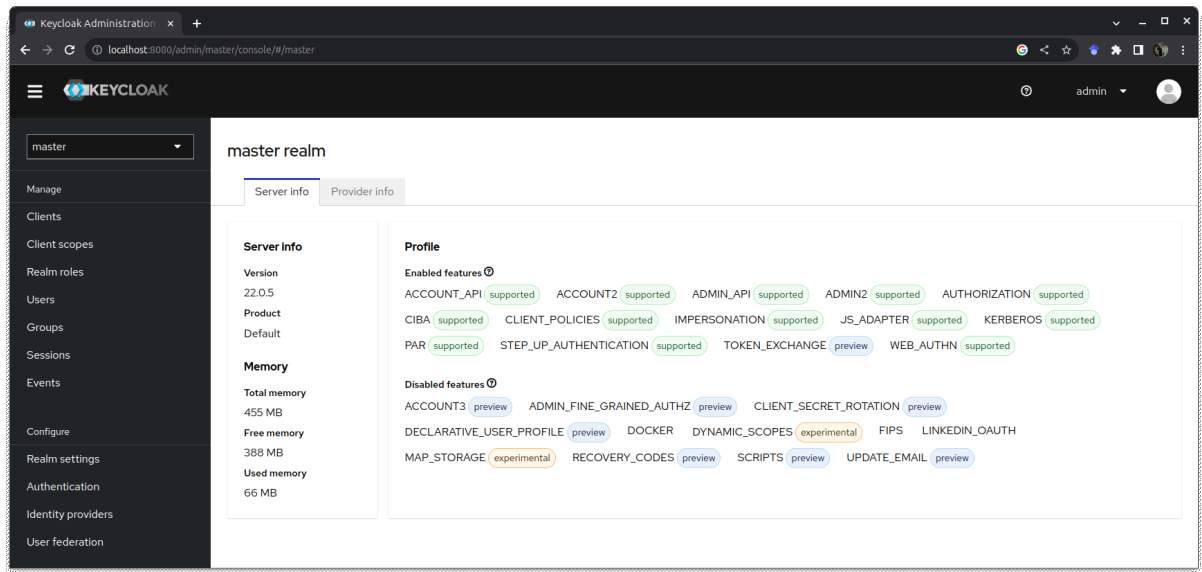 Keycloak Administration
localhost:8080/admin/master/console/#/master
KEYCLOAK
admin
master
Manage
Clients
Client scopes
Realm roles
Users
Groups
Sessions
Events
Configure
Realm settings
Authentication
Identity providers
User federation
master realm
Server info Provider info
Server info
Version
22.0.5
Product
Default
Memory
Total memory
455 MB
Free memory
388 MB
Used memory
66 MB
Profile
Enabled features
ACCOUNT_API supported ACCOUNT2 supported ADMIN_API supported ADMIN2 supported AUTHORIZATION supported
CIBA supported CLIENT_POLICIES supported IMPERSONATION supported JS_ADAPTER supported KERBEROS supported
PAR supported STEP_UP_AUTHENTICATION supported TOKEN_EXCHANGE preview WEB_AUTHN supported
Disabled features
ACCOUNT3 preview ADMIN_FINE_GRAINED_AUTHZ preview CLIENT_SECRET_ROTATION preview
DECLARATIVE_USER_PROFILE preview DOCKER DYNAMIC_SCOPES experimental FIPS LINKEDIN_OAUTH
MAP_STORAGE experimental RECOVERY_CODES preview SCRIPTS preview UPDATE_EMAIL preview